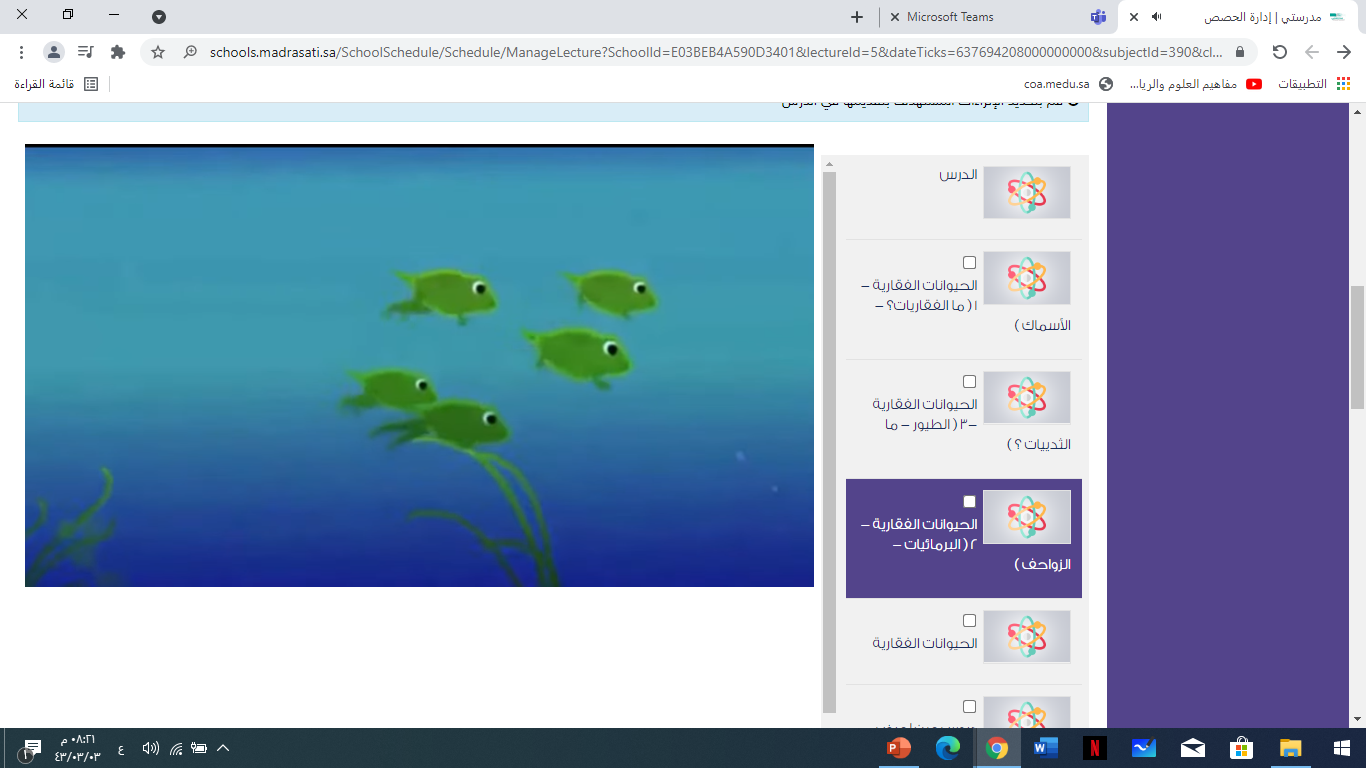 مدرستي | إدارة الحصص
Microsoft Teams
schools.madrasati.sa/SchoolSchedule/Schedule/ManageLecture?SchoolId=E03BEB4A590D3401&lectureId=5&dateTicks=637694208000000000&subjectId=390&cl...
التطبيقات
مفاهيم العلوم والريا...
coa.medu.sa
قائمة القراءة
الدرس
الحيوانات الفقارية –
١ ( ما الفقاريات؟ –
الأسماك )
الحيوانات الفقارية
–٣ ( الطيور – ما
الثدييات ؟ )
الحيوانات الفقارية –
٢ ( البرمائيات –
الزواحف )
الحيوانات الفقارية
ع
٠٨:٢١ م
٤٣/٠٣/٠٣
١